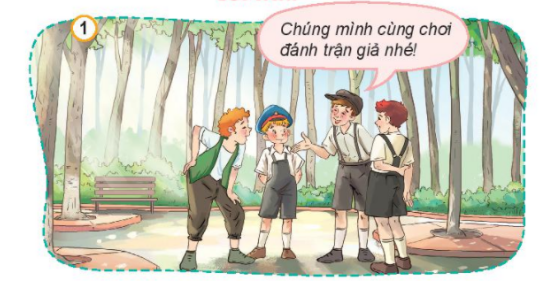 1
Chúng mình cùng chơi
đánh trận giả nhé!